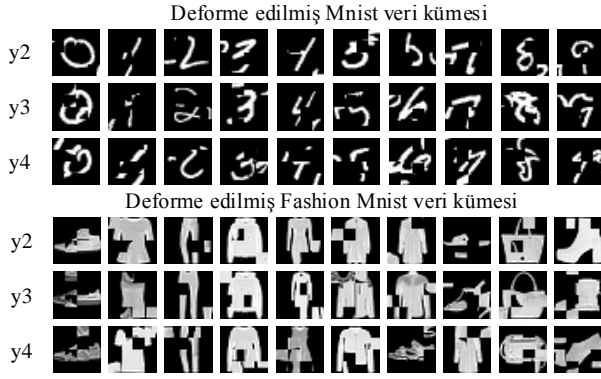 Deforme edilmiş Mnist veri kümesi
y2
y3
y4
Deforme edilmiş Fashion Mnist veri kümesi
y2
y3
y4